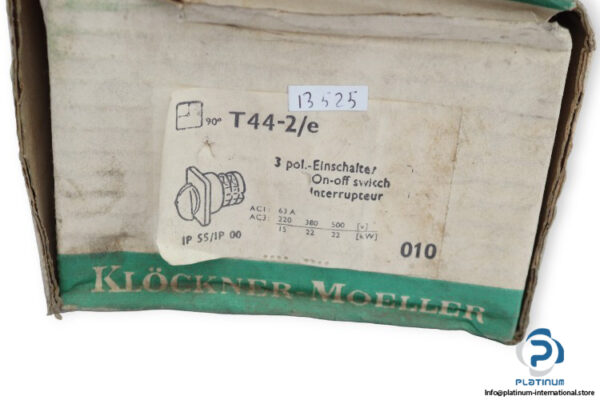 13525
90° T44-2/e
3 pol.-Einschalter
On-off switch
Interrupteur
AC1: 63 A
AC3: 220 380 500 [V]
15 22 22 [kW]
IP 55/IP 00
010
KLÖCKNER MOELLER
PLATINUM
Info@platinum-international.store